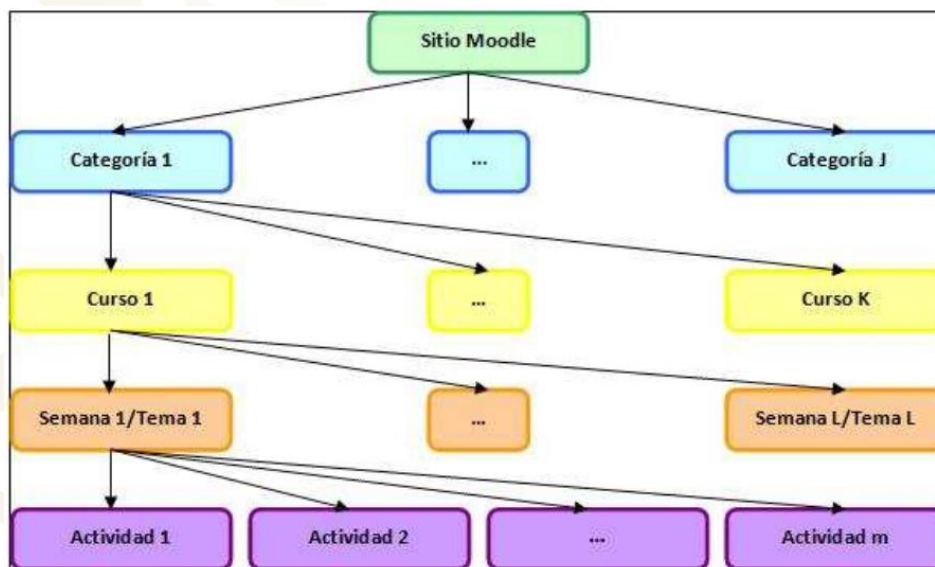 Sitio Moodle
Categoría 1
...
Categoría J
Curso 1
...
Curso K
Semana 1/Tema 1
...
Semana L/Tema L
Actividad 1
Actividad 2
...
Actividad m